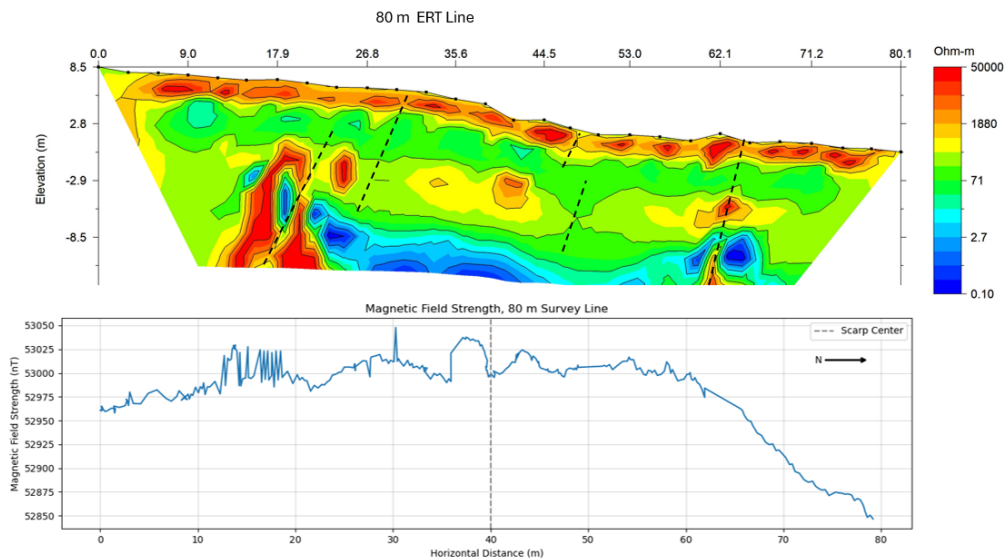 80 m ERT Line
0.0 9.0 17.9 26.8 35.6 44.5 53.0 62.1 71.2 80.1
Ohm-m
8.5
2.8
-2.9
-8.5
Elevation (m)
50000
1880
71
2.7
0.10
Magnetic Field Strength, 80 m Survey Line
53050
53025
53000
52975
52950
52925
52900
52875
52850
Magnetic Field Strength (nT)
Scarp Center
N
0 10 20 30 40 50 60 70 80
Horizontal Distance (m)